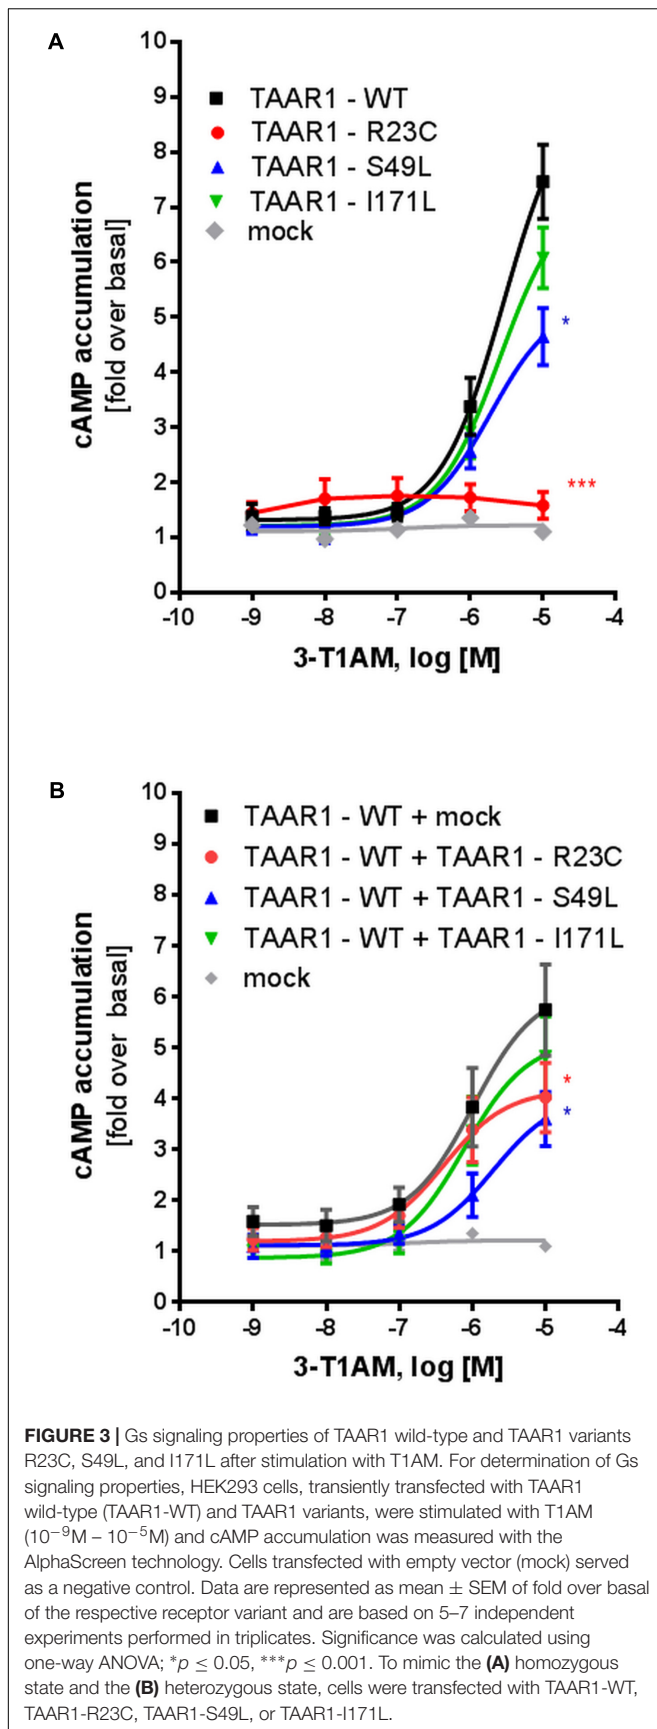 A
10
9
8
7
6
5
4
3
2
1
0
cAMP accumulation
[fold over basal]
TAAR1 - WT
TAAR1 - R23C
TAAR1 - S49L
TAAR1 - I171L
mock
*
***
-10 -9 -8 -7 -6 -5 -4
3-T1AM, log [M]
B
10
9
8
7
6
5
4
3
2
1
0
cAMP accumulation
[fold over basal]
TAAR1 - WT + mock
TAAR1 - WT + TAAR1 - R23C
TAAR1 - WT + TAAR1 - S49L
TAAR1 - WT + TAAR1 - I171L
mock
*
*
-10 -9 -8 -7 -6 -5 -4
3-T1AM, log [M]
FIGURE 3 | Gs signaling properties of TAAR1 wild-type and TAAR1 variants
R23C, S49L, and I171L after stimulation with T1AM. For determination of Gs
signaling properties, HEK293 cells, transiently transfected with TAAR1
wild-type (TAAR1-WT) and TAAR1 variants, were stimulated with T1AM
(10⁻⁹M – 10⁻⁵M) and cAMP accumulation was measured with the
AlphaScreen technology. Cells transfected with empty vector (mock) served
as a negative control. Data are represented as mean ± SEM of fold over basal
of the respective receptor variant and are based on 5–7 independent
experiments performed in triplicates. Significance was calculated using
one-way ANOVA; *p ≤ 0.05, ***p ≤ 0.001. To mimic the (A) homozygous
state and the (B) heterozygous state, cells were transfected with TAAR1-WT,
TAAR1-R23C, TAAR1-S49L, or TAAR1-I171L.